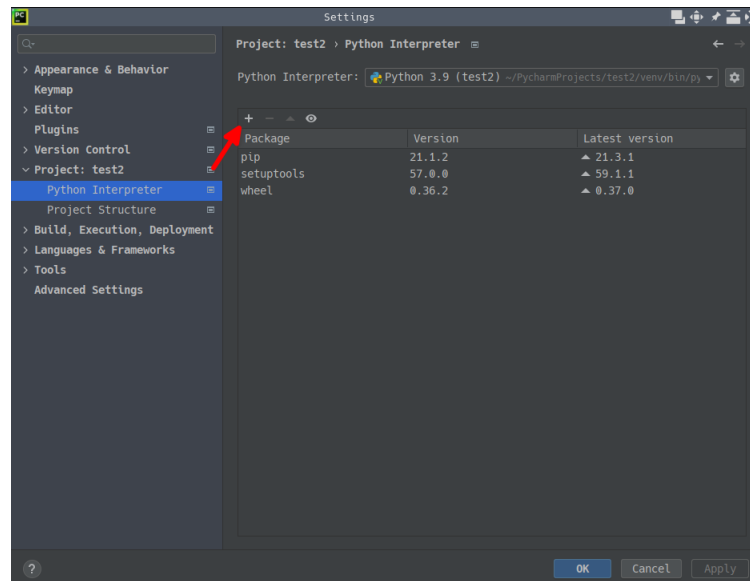 PC
Settings
Project: test2 › Python Interpreter
Python Interpreter: Python 3.9 (test2) ~/PycharmProjects/test2/venv/bin/py
Appearance & Behavior
Keymap
Editor
Plugins
Version Control
Project: test2
Python Interpreter
Project Structure
Build, Execution, Deployment
Languages & Frameworks
Tools
Advanced Settings
Package Version Latest version
pip 21.1.2 21.3.1
setuptools 57.0.0 59.1.1
wheel 0.36.2 0.37.0
? OK Cancel Apply